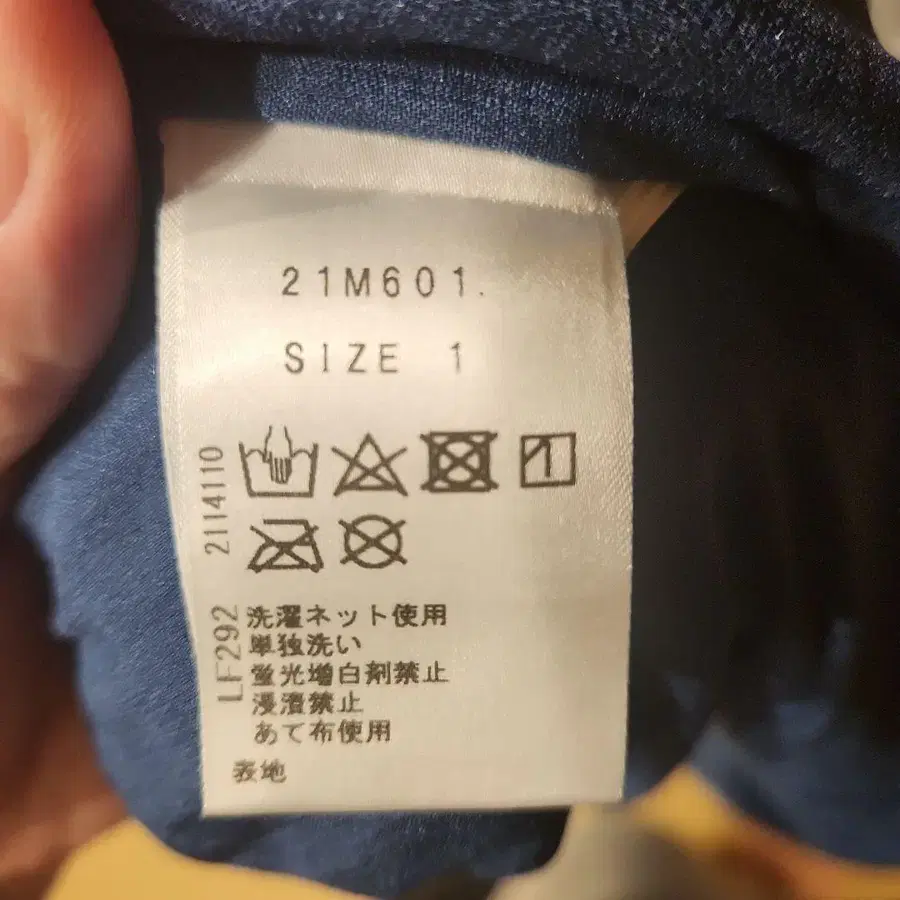 21M601.
SIZE 1
2114110
LF292
洗濯ネット使用
単独洗い
蛍光増白剤禁止
浸漬禁止
あて布使用
表地